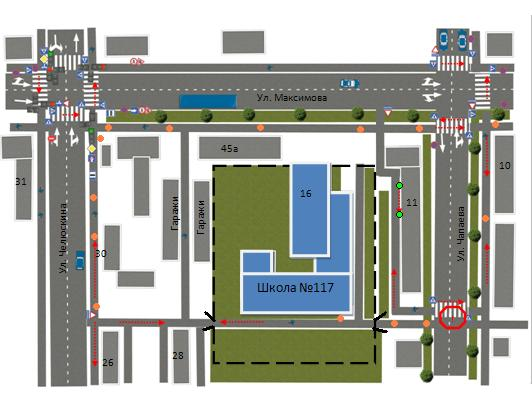 Ул. Максимова
45а
31
16
11
10
Гаражи
Гаражи
Ул. Челюскина
Ул. Чапаева
30
Школа №117
26
28